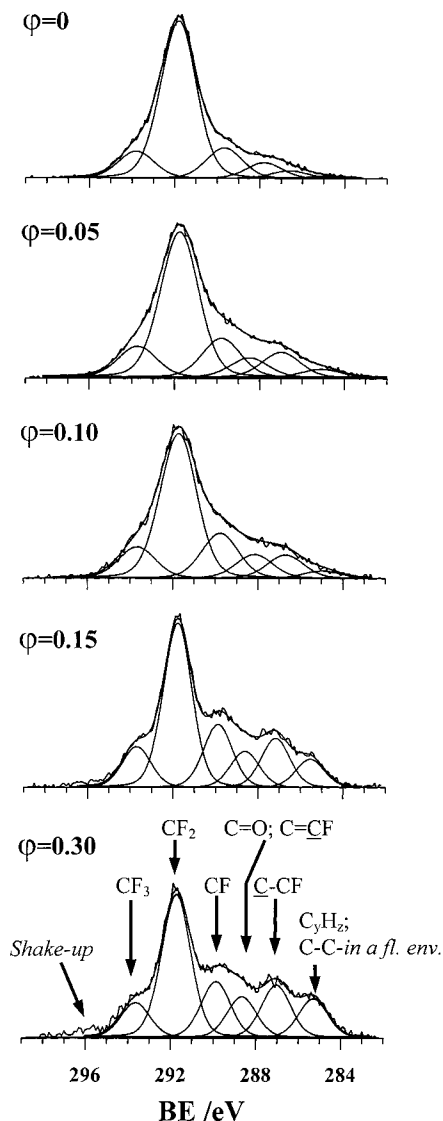 φ=0
φ=0.05
φ=0.10
φ=0.15
φ=0.30
CF₂
C=O; C=CF
CF₃
CF
C-CF
CyHz;
Shake-up
C-C-in a fl. env.
296 292 288 284
BE /eV